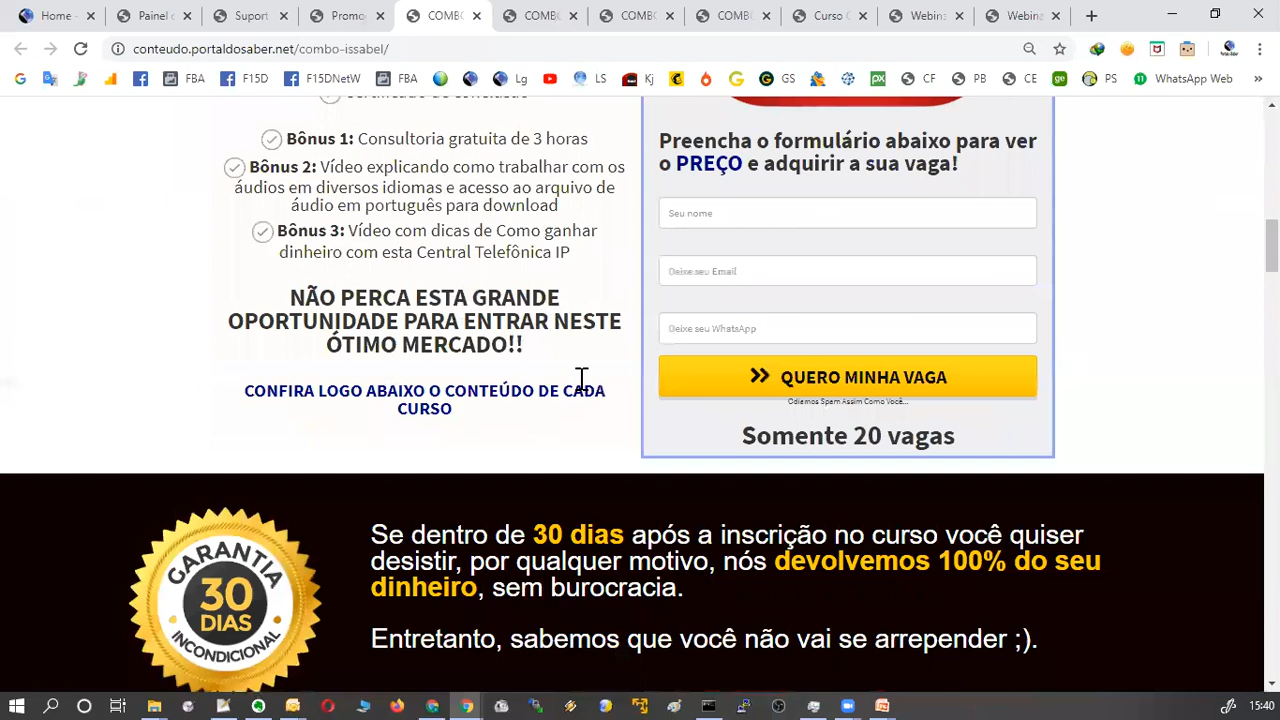 Home -
Painel d
Suport
Promo
COMBO
COMBO
COMBO
COMBO
Curso C
Webina
Webina
conteudo.portaldosaber.net/combo-issabel/
FBA
F15D
F15DNetW
FBA
Lg
LS
Kj
GS
CF
PB
CE
PS
WhatsApp Web
Certificado de conclusão
Bônus 1: Consultoria gratuita de 3 horas
Bônus 2: Vídeo explicando como trabalhar com os
áudios em diversos idiomas e acesso ao arquivo de
áudio em português para download
Bônus 3: Vídeo com dicas de Como ganhar
dinheiro com esta Central Telefônica IP
NÃO PERCA ESTA GRANDE
OPORTUNIDADE PARA ENTRAR NESTE
ÓTIMO MERCADO!!
CONFIRA LOGO ABAIXO O CONTEÚDO DE CADA
CURSO
Preencha o formulário abaixo para ver
o PREÇO e adquirir a sua vaga!
Seu nome
Deixe seu Email
Deixe seu WhatsApp
QUERO MINHA VAGA
Odiamos Spam Assim Como Você...
Somente 20 vagas
GARANTIA
30
DIAS
INCONDICIONAL
Se dentro de 30 dias após a inscrição no curso você quiser
desistir, por qualquer motivo, nós devolvemos 100% do seu
dinheiro, sem burocracia.
Entretanto, sabemos que você não vai se arrepender ;).
15:40